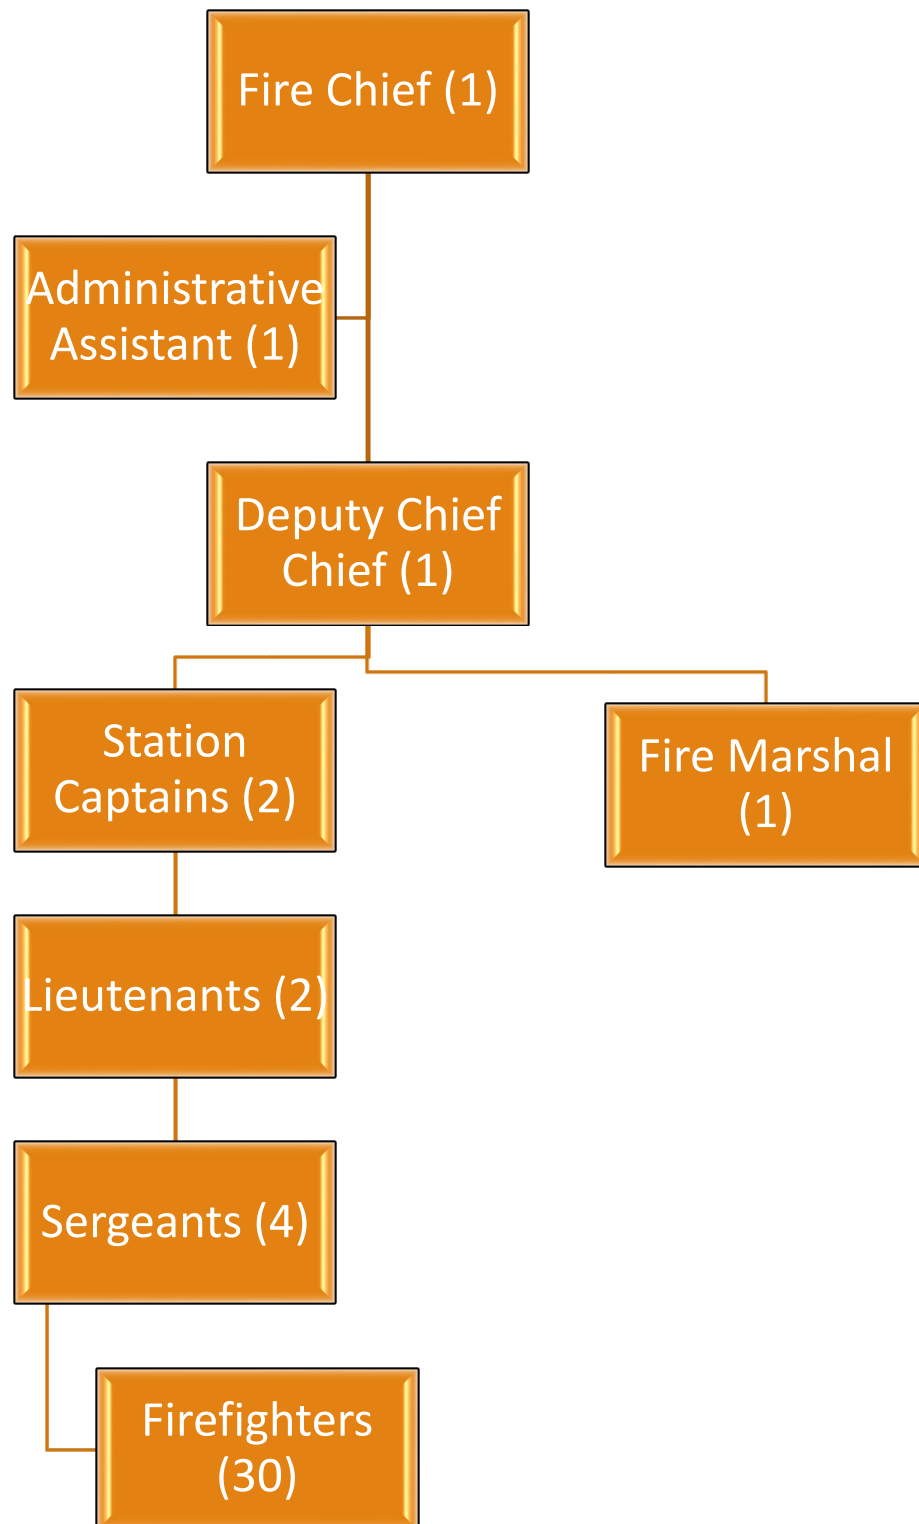 Fire Chief (1)
Administrative
Assistant (1)
Deputy Chief
Chief (1)
Station
Captains (2)
Fire Marshal
(1)
Lieutenants (2)
Sergeants (4)
Firefighters
(30)